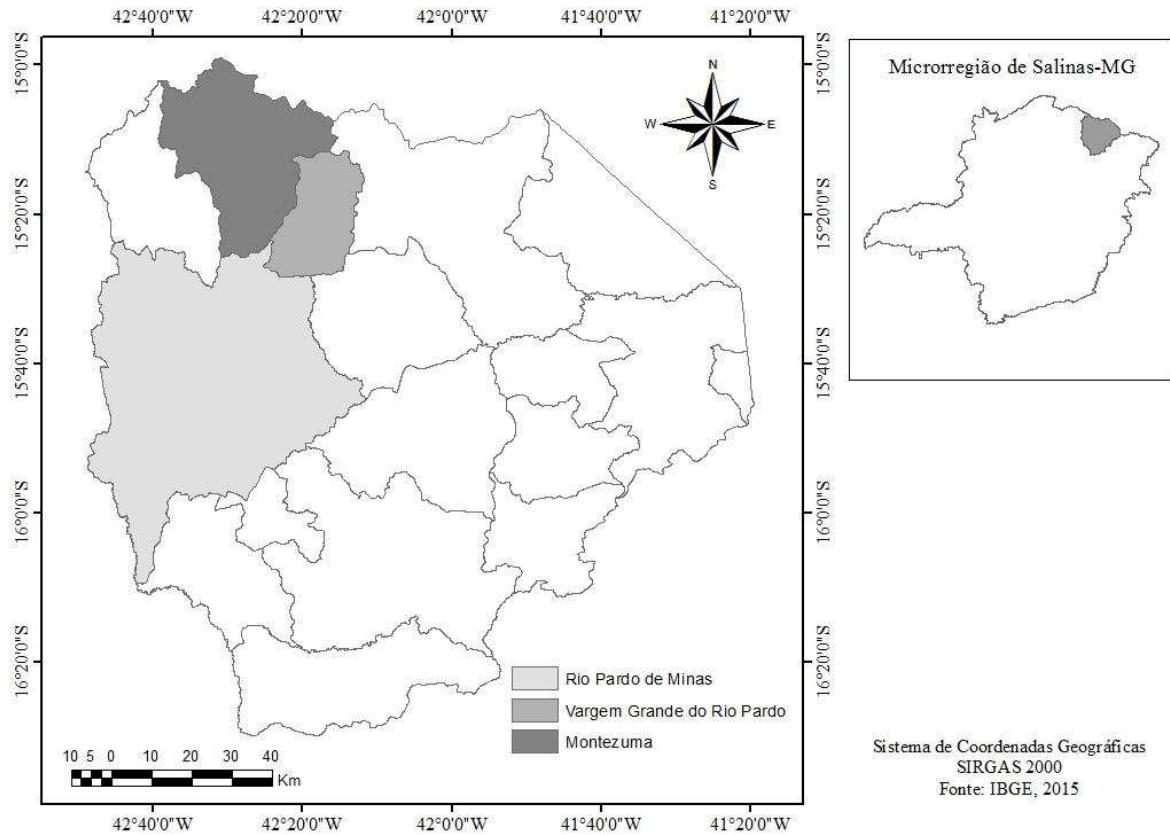 42°40'0"W 42°20'0"W 42°0'0"W 41°40'0"W 41°20'0"W
15°0'0"S
15°20'0"S
15°40'0"S
16°0'0"S
16°20'0"S
N
W E
S
Rio Pardo de Minas
Vargem Grande do Rio Pardo
Montezuma
10 5 0 10 20 30 40
Km
42°40'0"W 42°20'0"W 42°0'0"W 41°40'0"W 41°20'0"W
15°0'0"S
15°20'0"S
15°40'0"S
16°0'0"S
16°20'0"S
Microrregião de Salinas-MG
Sistema de Coordenadas Geográficas
SIRGAS 2000
Fonte: IBGE, 2015